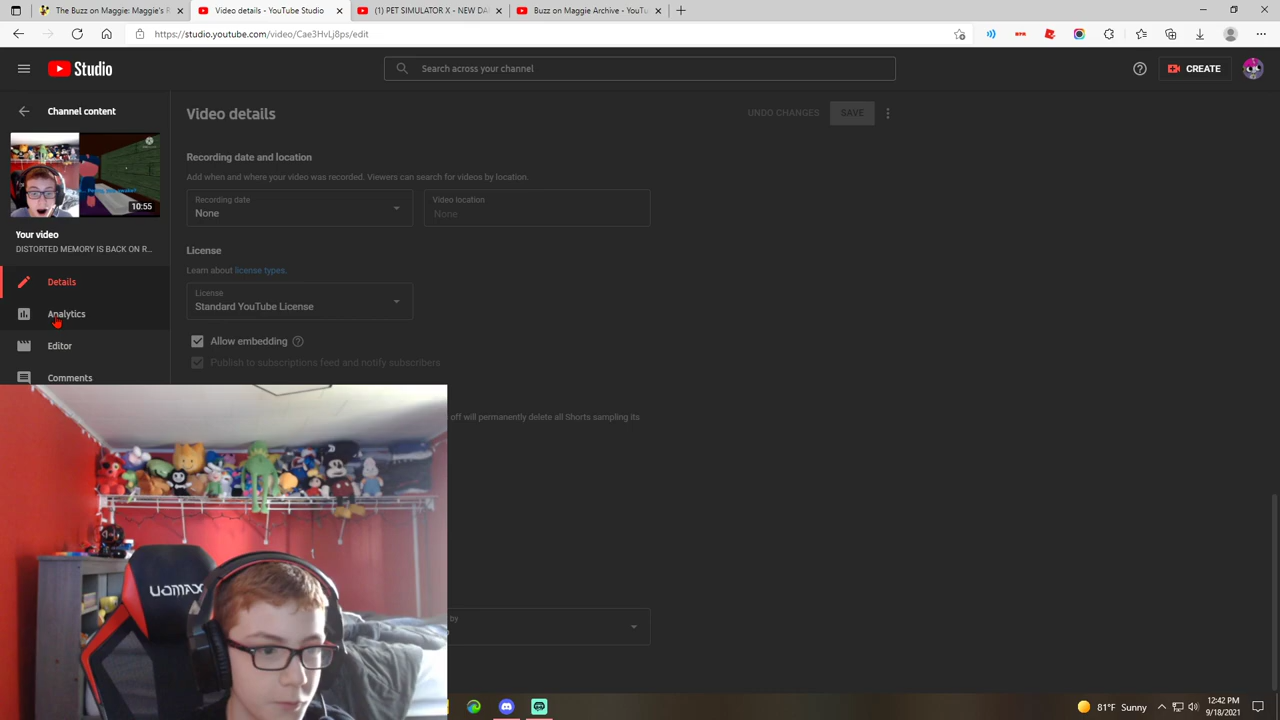 The Buzz on Maggie: Maggie's R
Video details - YouTube Studio
(1) PET SIMULATOR X - NEW DA
Buzz on Maggie Archive - YouTu
https://studio.youtube.com/video/Cae3HvLj8ps/edit
Studio
Search across your channel
CREATE
Channel content
Video details
UNDO CHANGES
SAVE
10:55
Your video
DISTORTED MEMORY IS BACK ON R...
Recording date and location
Add when and where your video was recorded. Viewers can search for videos by location.
Recording date
None
Video location
None
License
Learn about license types.
License
Standard YouTube License
Allow embedding
Publish to subscriptions feed and notify subscribers
Details
Analytics
Editor
Comments
off will permanently delete all Shorts sampling its
by
UOMAX
81°F Sunny
12:42 PM
9/18/2021